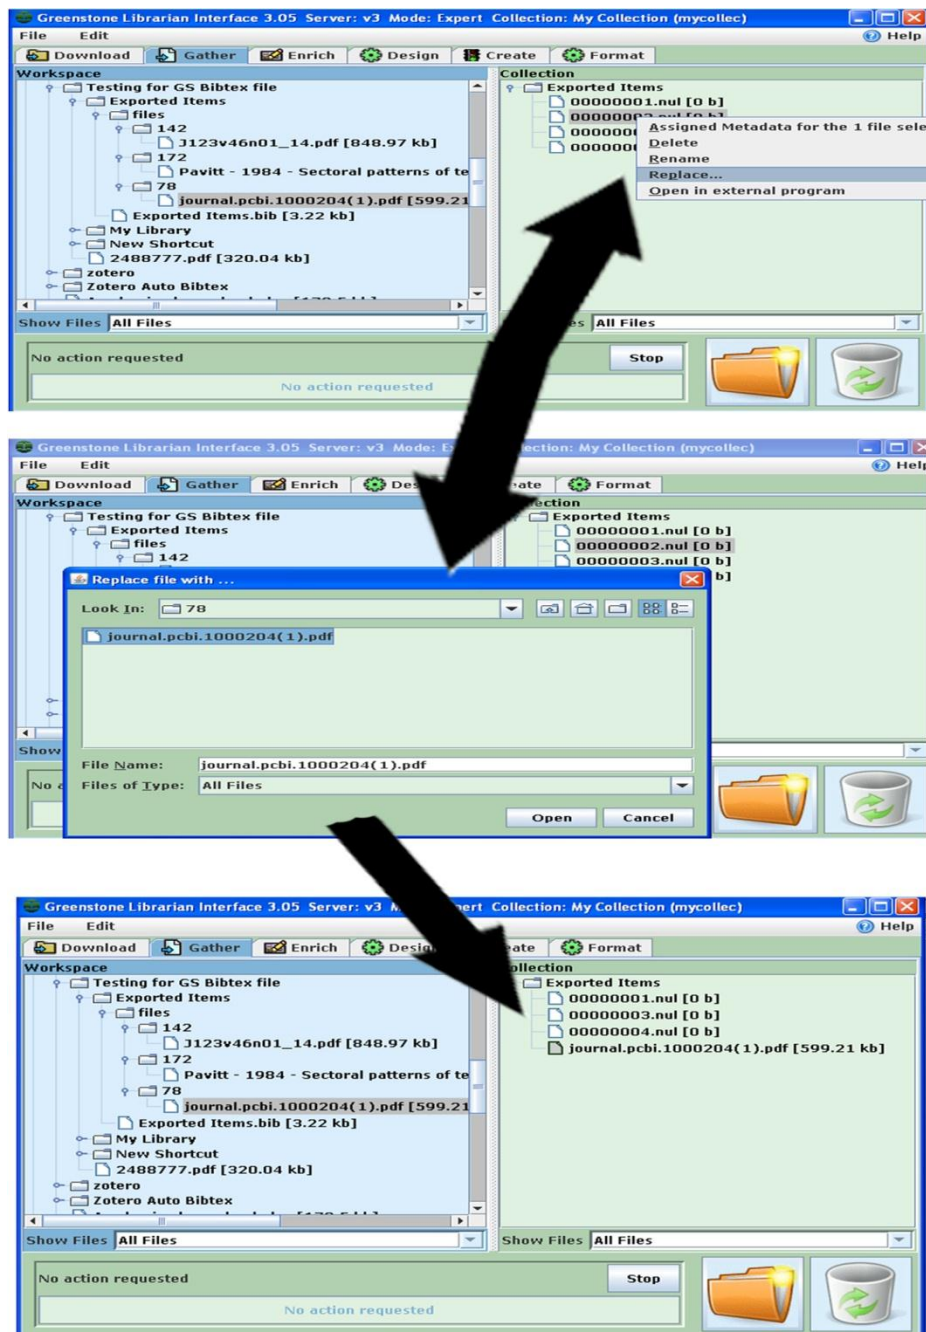 Greenstone Librarian Interface 3.05 Server: v3 Mode: Expert Collection: My Collection (mycollec)
File Edit Help
Download Gather Enrich Design Create Format
Workspace
Testing for GS Bibtex file
Exported Items
files
142
J123v46n01_14.pdf [848.97 kb]
172
Pavitt - 1984 - Sectoral patterns of te
78
journal.pcbi.1000204(1).pdf [599.21
Exported Items.bib [3.22 kb]
My Library
New Shortcut
2488777.pdf [320.04 kb]
zotero
Zotero Auto Bibtex
Show Files All Files
Collection
Exported Items
00000001.nul [0 b]
Assigned Metadata for the 1 file sele
Delete
Rename
Replace...
Open in external program
All Files
No action requested
Stop
No action requested
Greenstone Librarian Interface 3.05 Server: v3 Mode: Collection: My Collection (mycollec)
File Edit Help
Download Gather Enrich Format
Workspace
Testing for GS Bibtex file
Exported Items
files
142
Exported Items
00000001.nul [0 b]
00000002.nul [0 b]
00000003.nul [0 b]
b]
Replace file with ...
Look In: 78
journal.pcbi.1000204(1).pdf
File Name: journal.pcbi.1000204(1).pdf
Files of Type: All Files
Open Cancel
Show
Greenstone Librarian Interface 3.05 Server: v3 Collection: My Collection (mycollec)
File Edit Help
Download Gather Enrich Format
Workspace
Testing for GS Bibtex file
Exported Items
files
142
J123v46n01_14.pdf [848.97 kb]
172
Pavitt - 1984 - Sectoral patterns of te
78
journal.pcbi.1000204(1).pdf [599.21
Exported Items.bib [3.22 kb]
My Library
New Shortcut
2488777.pdf [320.04 kb]
zotero
Zotero Auto Bibtex
Show Files All Files
Exported Items
00000001.nul [0 b]
00000003.nul [0 b]
00000004.nul [0 b]
journal.pcbi.1000204(1).pdf [599.21 kb]
Show Files All Files
No action requested
Stop
No action requested